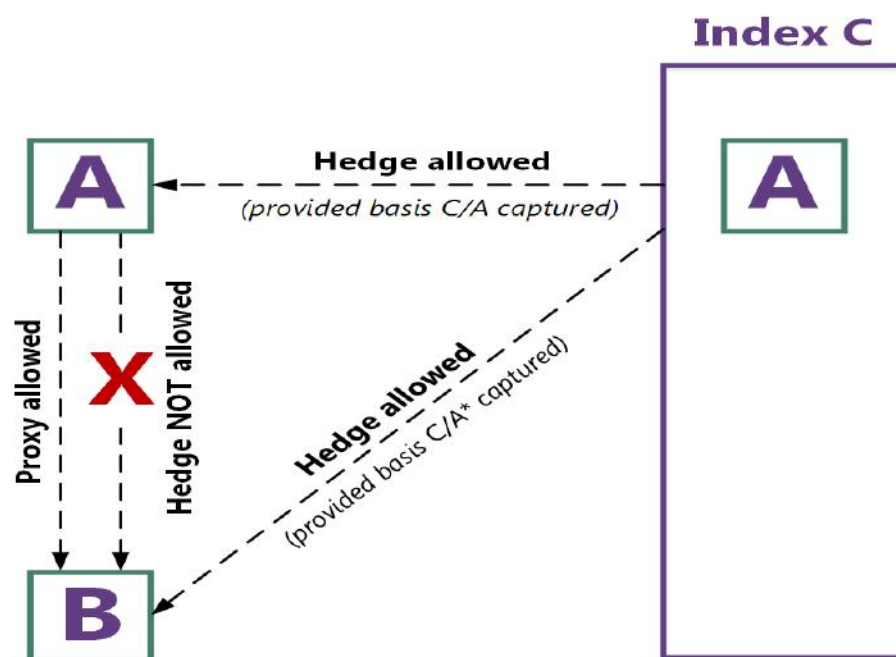 Index C
A
Hedge allowed
(provided basis C/A captured)
A
Proxy allowed
X
Hedge NOT allowed
Hedge allowed
(provided basis C/A* captured)
B